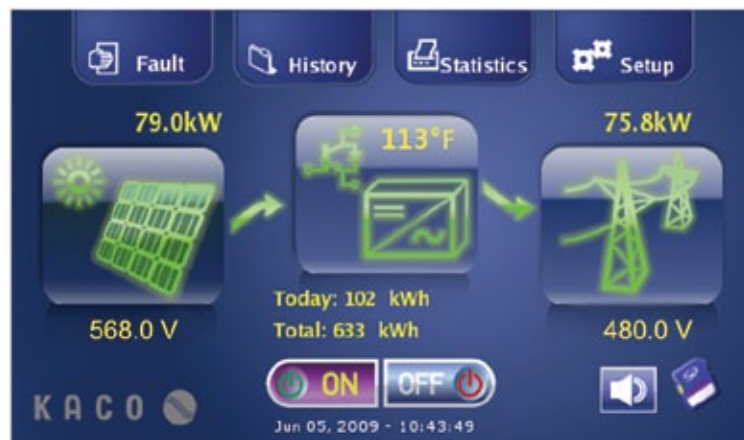 Fault
History
Statistics
Setup
79.0kW
113°F
75.8kW
568.0 V
Today: 102 kWh
Total: 633 kWh
480.0 V
ON
OFF
KACO
Jun 05, 2009 - 10:43:49